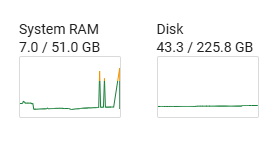 System RAM
7.0 / 51.0 GB
Disk
43.3 / 225.8 GB